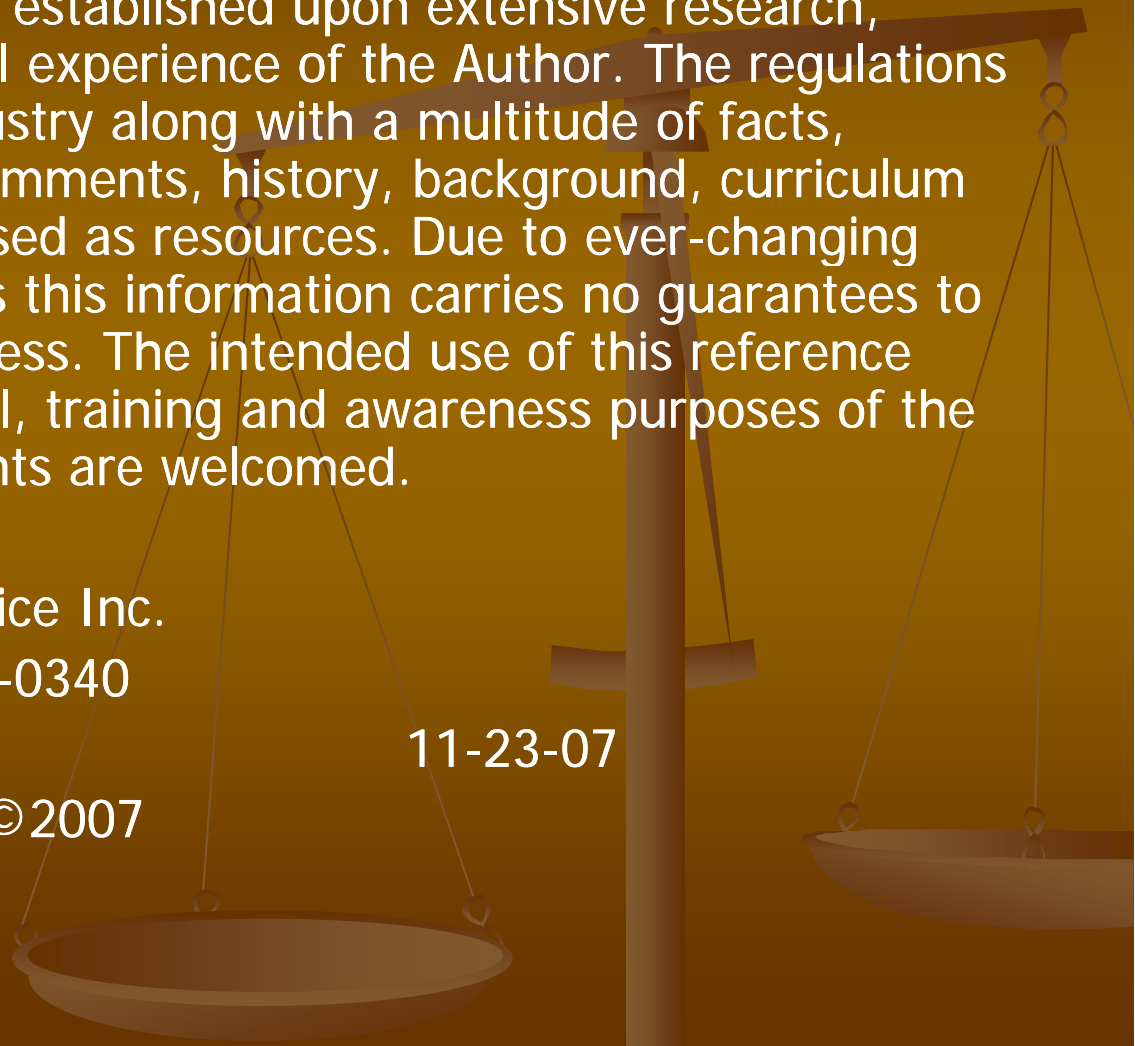 established upon extensive research,
l experience of the Author. The regulations
ustry along with a multitude of facts,
mments, history, background, curriculum
sed as resources. Due to ever-changing
s this information carries no guarantees to
ess. The intended use of this reference
l, training and awareness purposes of the
nts are welcomed.
ice Inc.
-0340
11-23-07
©2007